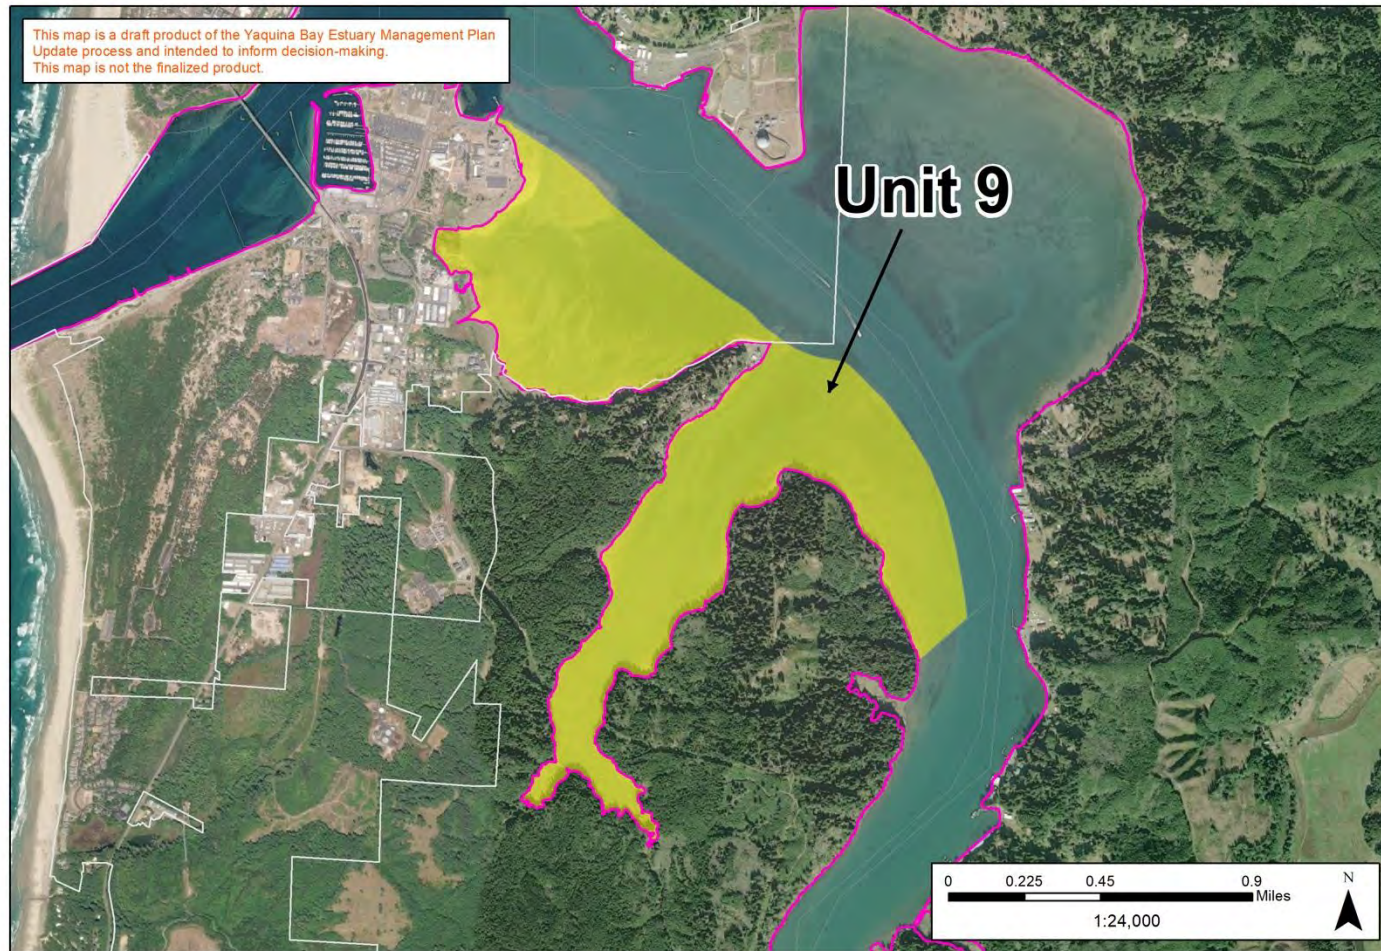 This map is a draft product of the Yaquina Bay Estuary Management Plan
Update process and intended to inform decision-making.
This map is not the finalized product.
Unit 9
0 0.225 0.45 0.9
Miles
N
1:24,000